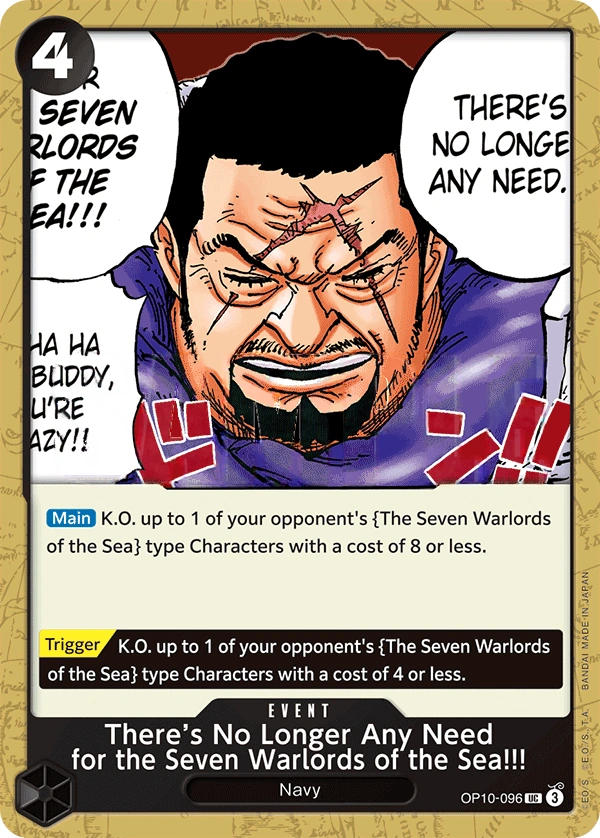 4
R
SEVEN
RLORDS
F THE
EA!!!
THERE'S
NO LONGE
ANY NEED.
HA HA
BUDDY,
U'RE
AZY!!
ドン!!
Main K.O. up to 1 of your opponent's {The Seven Warlords
of the Sea} type Characters with a cost of 8 or less.
Trigger K.O. up to 1 of your opponent's {The Seven Warlords
of the Sea} type Characters with a cost of 4 or less.
EVENT
There's No Longer Any Need
for the Seven Warlords of the Sea!!!
Navy
OP10-096 UC 3
©E.O./S. ©E.O./S.,T.A. BANDAI MADE IN JAPAN